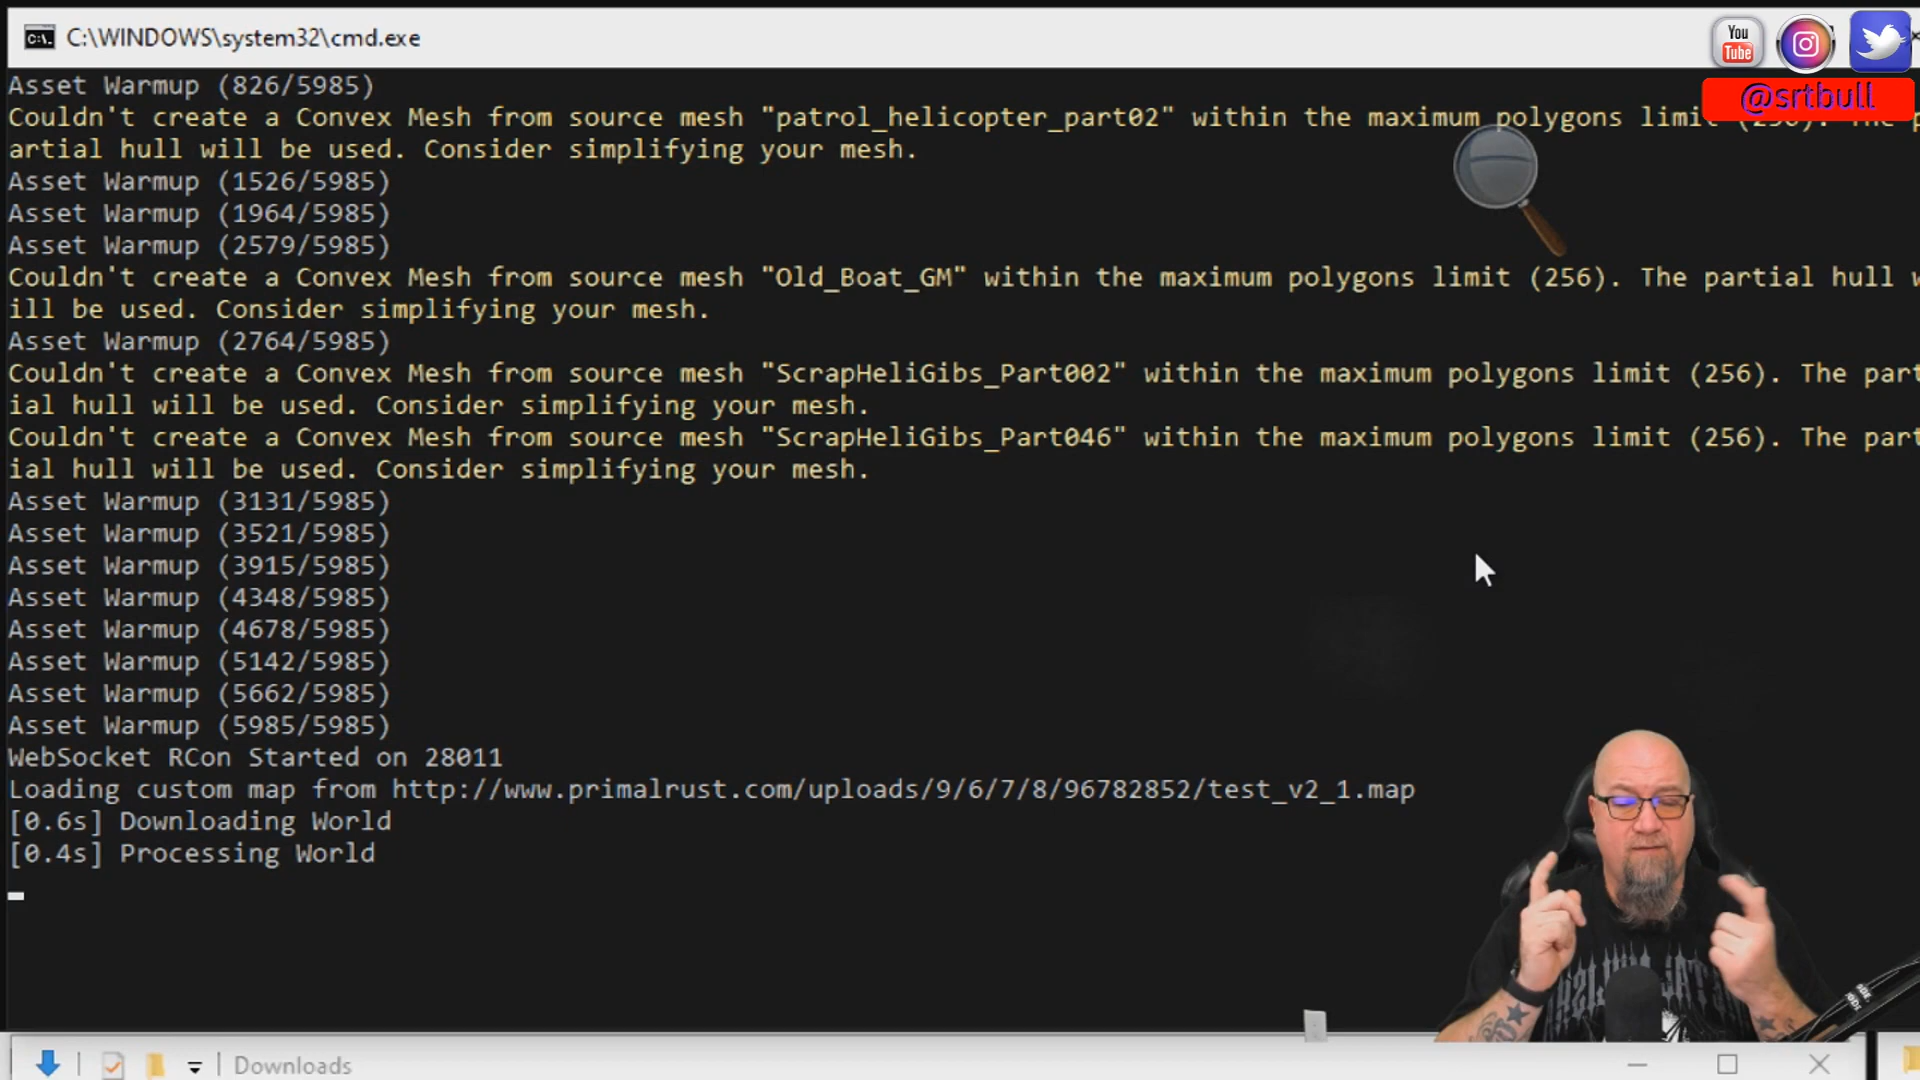 C:\WINDOWS\system32\cmd.exe
You
Tube
@srtbull
Asset Warmup (826/5985)
Couldn't create a Convex Mesh from source mesh "patrol_helicopter_part02" within the maximum polygons limit (256). The p
artial hull will be used. Consider simplifying your mesh.
Asset Warmup (1526/5985)
Asset Warmup (1964/5985)
Asset Warmup (2579/5985)
Couldn't create a Convex Mesh from source mesh "Old_Boat_GM" within the maximum polygons limit (256). The partial hull w
ill be used. Consider simplifying your mesh.
Asset Warmup (2764/5985)
Couldn't create a Convex Mesh from source mesh "ScrapHeliGibs_Part002" within the maximum polygons limit (256). The part
ial hull will be used. Consider simplifying your mesh.
Couldn't create a Convex Mesh from source mesh "ScrapHeliGibs_Part046" within the maximum polygons limit (256). The part
ial hull will be used. Consider simplifying your mesh.
Asset Warmup (3131/5985)
Asset Warmup (3521/5985)
Asset Warmup (3915/5985)
Asset Warmup (4348/5985)
Asset Warmup (4678/5985)
Asset Warmup (5142/5985)
Asset Warmup (5662/5985)
Asset Warmup (5985/5985)
WebSocket RCon Started on 28011
Loading custom map from http://www.primalrust.com/uploads/9/6/7/8/96782852/test_v2_1.map
[0.6s] Downloading World
[0.4s] Processing World
Downloads